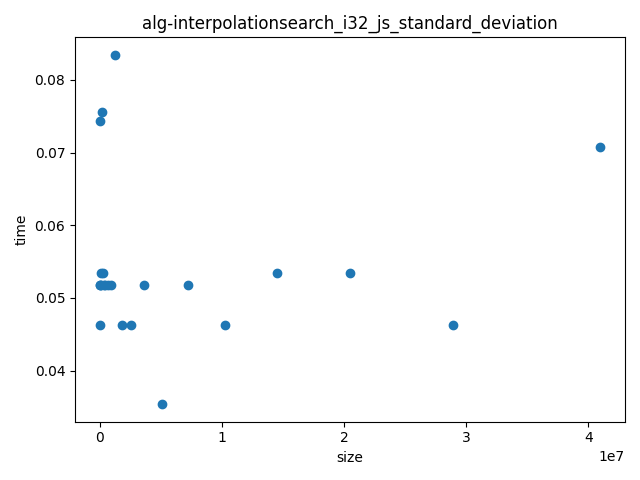 alg-interpolationsearch_i32_js_standard_deviation
0.08
0.07
0.06
0.05
0.04
time
0
1
2
3
4
1e7
size